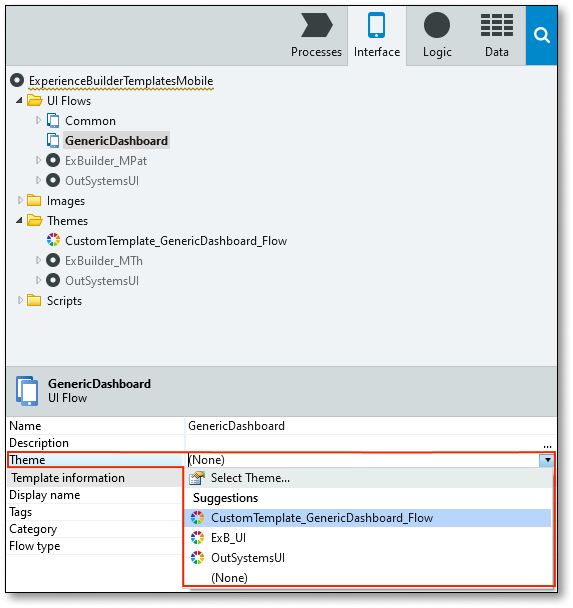 Processes Interface Logic Data
ExperienceBuilderTemplatesMobile
UI Flows
Common
GenericDashboard
ExBuilder_MPat
OutSystemsUI
Images
Themes
CustomTemplate_GenericDashboard_Flow
ExBuilder_MTh
OutSystemsUI
Scripts
GenericDashboard
UI Flow
Name GenericDashboard
Description ...
Theme (None)
Template information Select Theme...
Display name Suggestions
Tags CustomTemplate_GenericDashboard_Flow
Category ExB_UI
Flow type OutSystemsUI
(None)